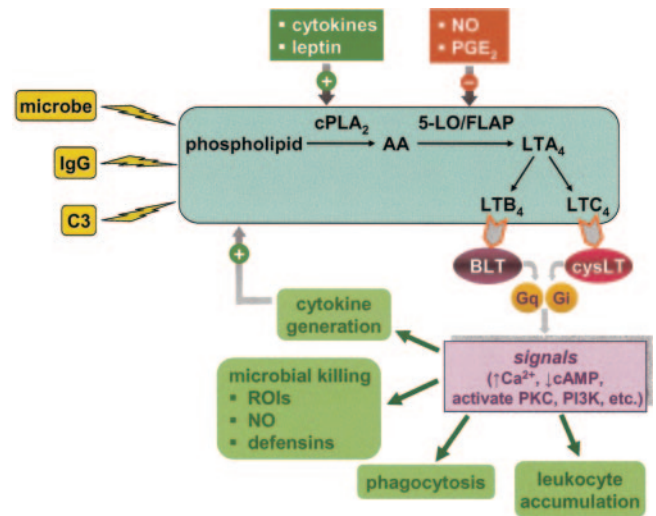 ▪ cytokines
▪ leptin
▪ NO
▪ PGE₂
+
−
microbe
IgG
C3
cPLA₂
5-LO/FLAP
phospholipid
AA
LTA₄
LTB₄
LTC₄
BLT
cysLT
Gq
Gi
+
cytokine
generation
signals
(↑Ca²⁺, ↓cAMP,
activate PKC, PI3K, etc.)
microbial killing
▪ ROIs
▪ NO
▪ defensins
phagocytosis
leukocyte
accumulation